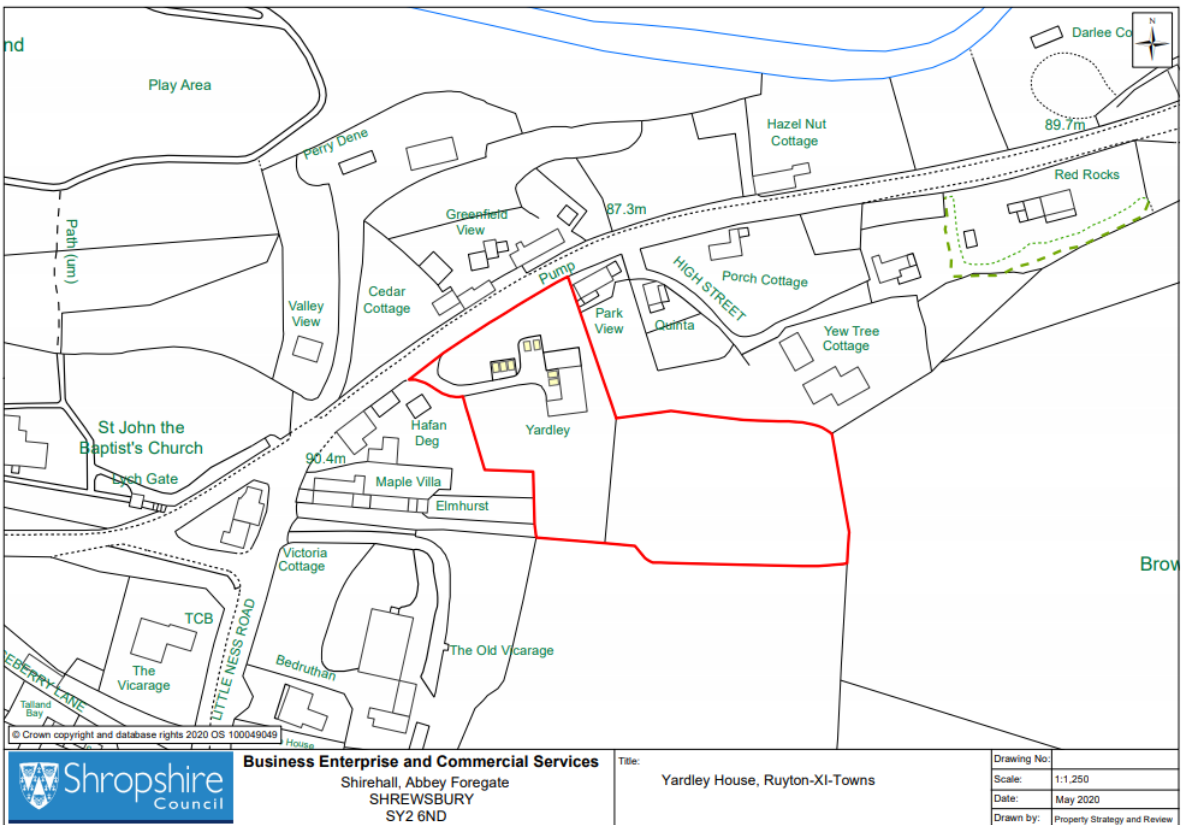 nd
Play Area
Darlee Co
N
Perry Dene
Hazel Nut
Cottage
89.7m
Red Rocks
Path (um)
Greenfield
View
87.3m
Pump
HIGH STREET
Porch Cottage
Valley
View
Cedar
Cottage
Park
View
Quinta
Yew Tree
Cottage
St John the
Baptist's Church
Lych Gate
90.4m
Hafan
Deg
Yardley
Maple Villa
Elmhurst
Victoria
Cottage
Brow
TCB
LITTLE NESS ROAD
The
Vicarage
Bedruthan
The Old Vicarage
EBERRY LANE
Talland
Bay
House
© Crown copyright and database rights 2020 OS 100049049
Shropshire
Council
Business Enterprise and Commercial Services
Shirehall, Abbey Foregate
SHREWSBURY
SY2 6ND
Title:
Yardley House, Ruyton-XI-Towns
Drawing No:
Scale: 1:1,250
Date: May 2020
Drawn by: Property Strategy and Review